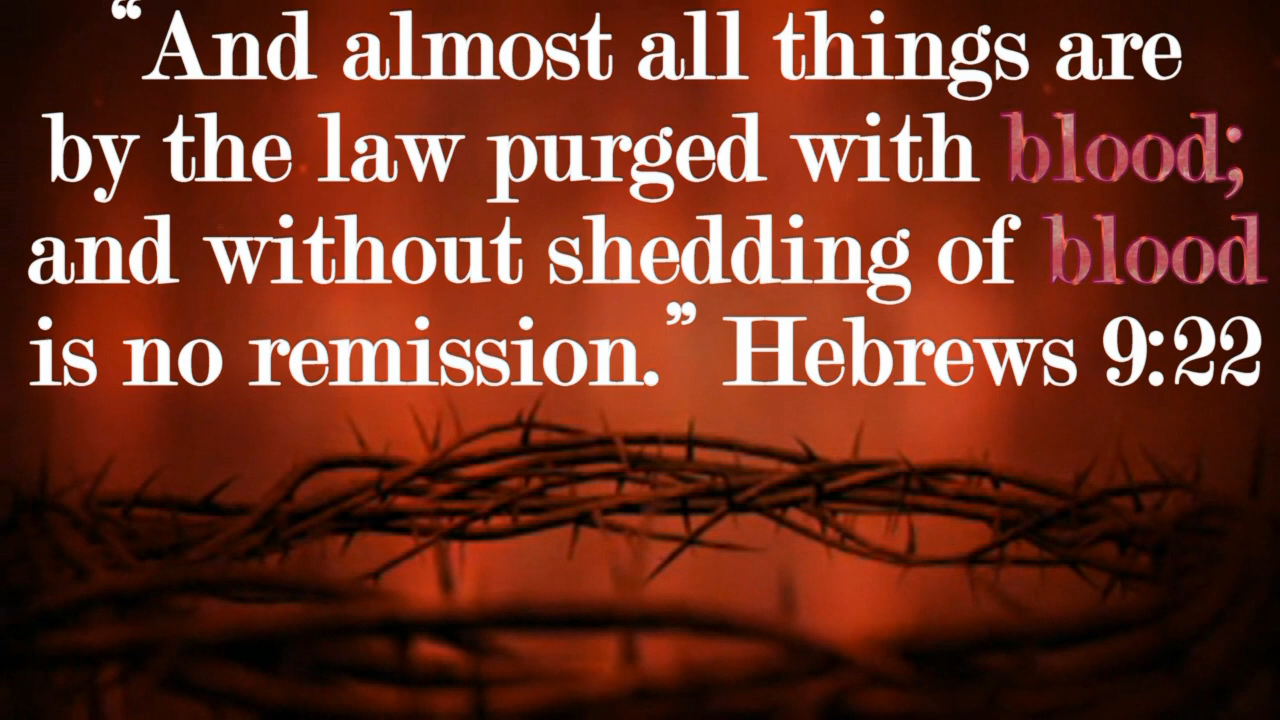 “And almost all things are
by the law purged with blood;
and without shedding of blood
is no remission.” Hebrews 9:22